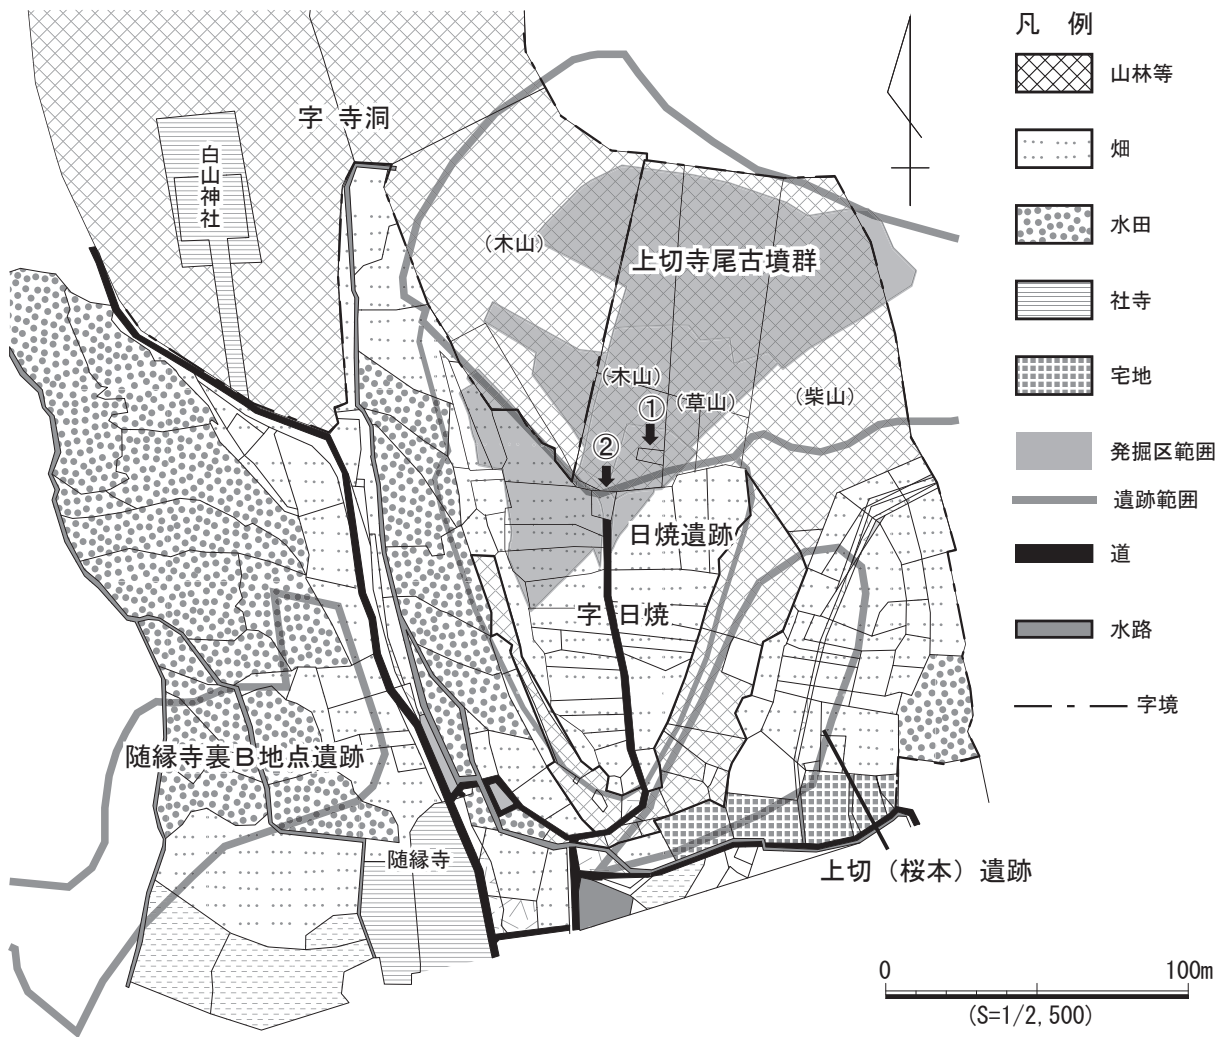 凡 例
山林等
畑
水田
社寺
宅地
発掘区範囲
遺跡範囲
道
水路
字境
字 寺洞
白山神社
(木山)
上切寺尾古墳群
(木山)
①
(草山)
(柴山)
②
日焼遺跡
字 日焼
随縁寺裏B地点遺跡
随縁寺
上切(桜本)遺跡
0 100m
(S=1/2,500)